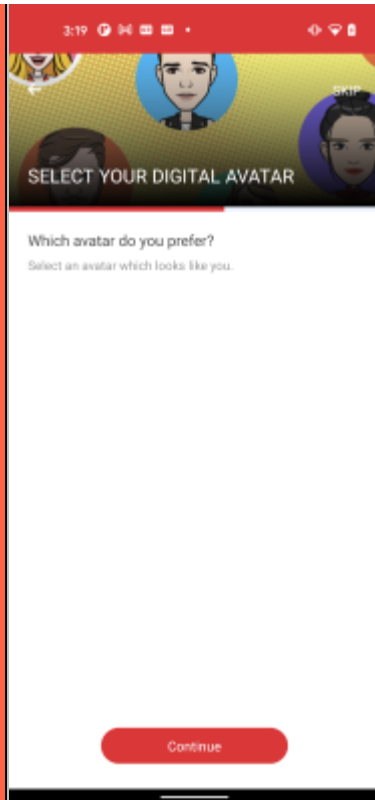 3:19
SKIP
SELECT YOUR DIGITAL AVATAR
Which avatar do you prefer?
Select an avatar which looks like you.
Continue